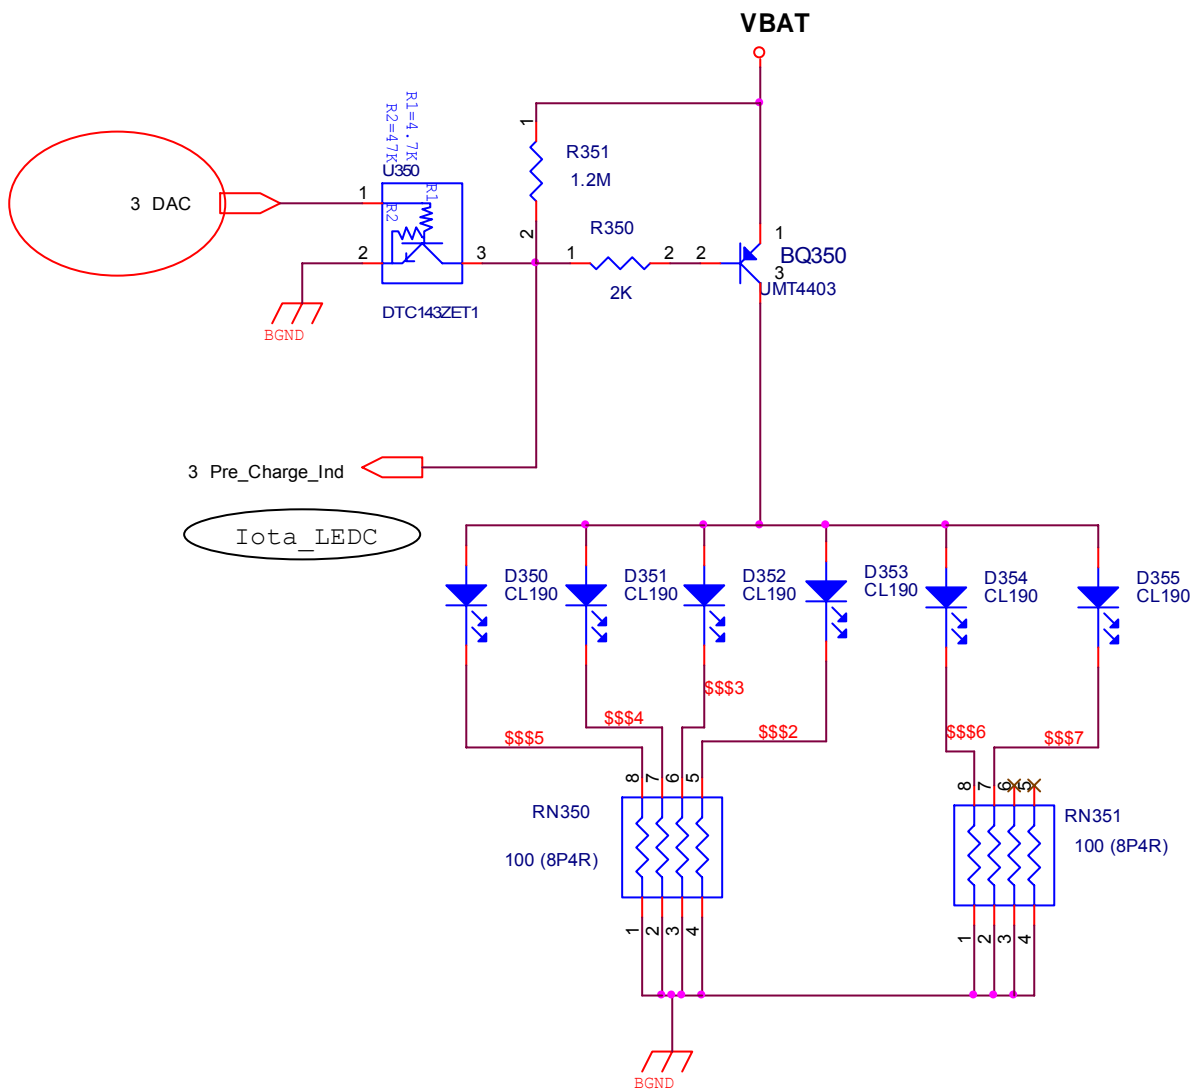 VBAT
R1=4.7K
R2=47K
U350
R1
R2
1
2
3
3 DAC
DTC143ZET1
BGND
1
R351
1.2M
2
R350
1
2
2K
2
1
BQ350
3
UMT4403
3 Pre_Charge_Ind
Iota_LEDC
D350
CL190
D351
CL190
D352
CL190
D353
CL190
D354
CL190
D355
CL190
$$$3
$$$4
$$$5
$$$2
$$$6
$$$7
8
7
6
5
RN350
100 (8P4R)
1
2
3
4
8
7
6
5
RN351
100 (8P4R)
1
2
3
4
BGND